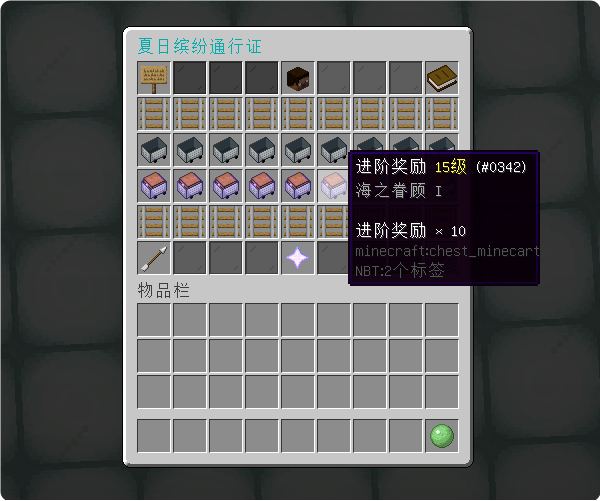 夏日缤纷通行证
进阶奖励 15级 (#0342)
海之眷顾 I
进阶奖励 × 10
minecraft:chest_minecart
NBT:2个标签
物品栏